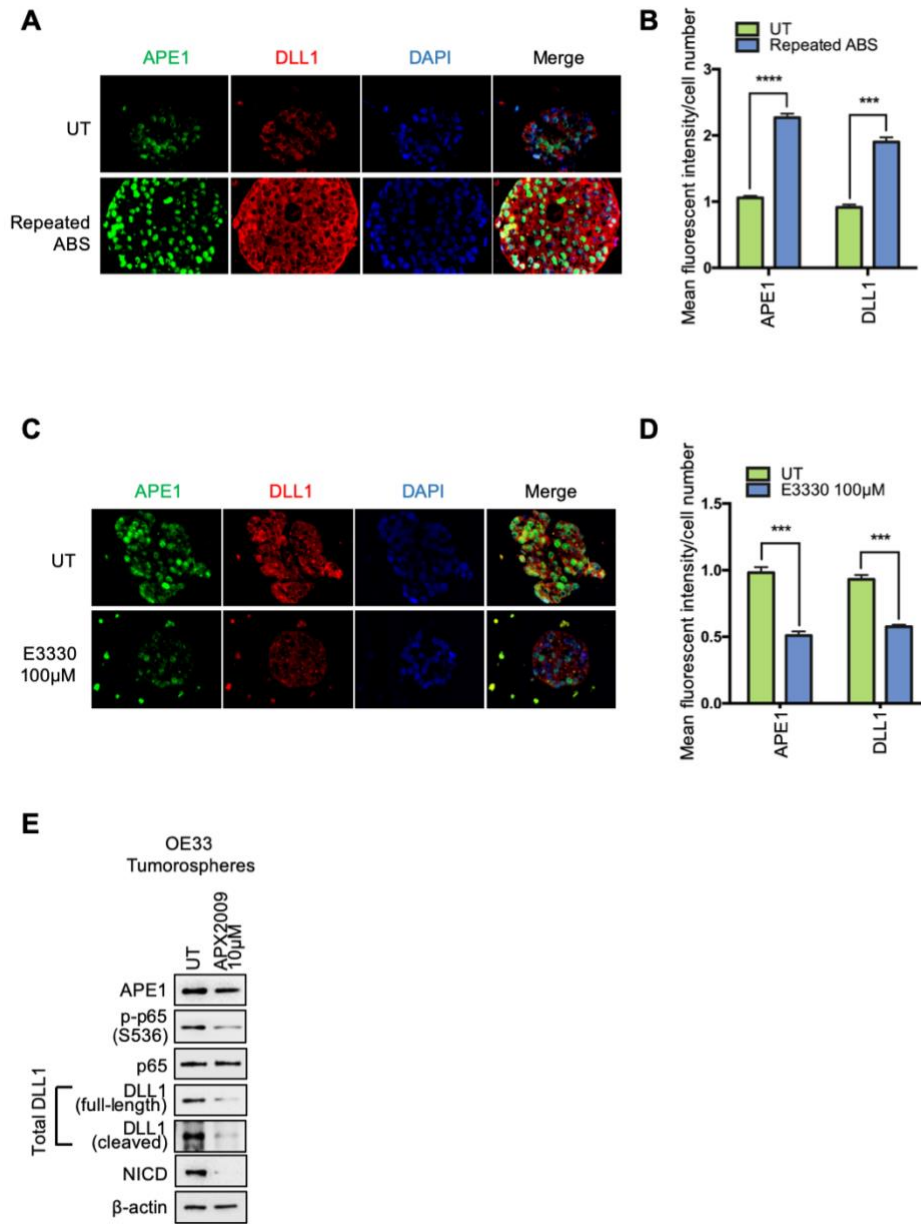 A
APE1 DLL1 DAPI Merge
UT
Repeated
ABS
B
UT
Repeated ABS
Mean fluorescent intensity/cell number
3
2
1
0
****
***
APE1
DLL1
C
APE1 DLL1 DAPI Merge
UT
E3330
100µM
D
UT
E3330 100µM
Mean fluorescent intensity/cell number
1.5
1.0
0.5
0.0
***
***
APE1
DLL1
E
OE33
Tumorospheres
UT
APX2009
10µM
APE1
p-p65
(S536)
p65
Total DLL1
DLL1
(full-length)
DLL1
(cleaved)
NICD
β-actin